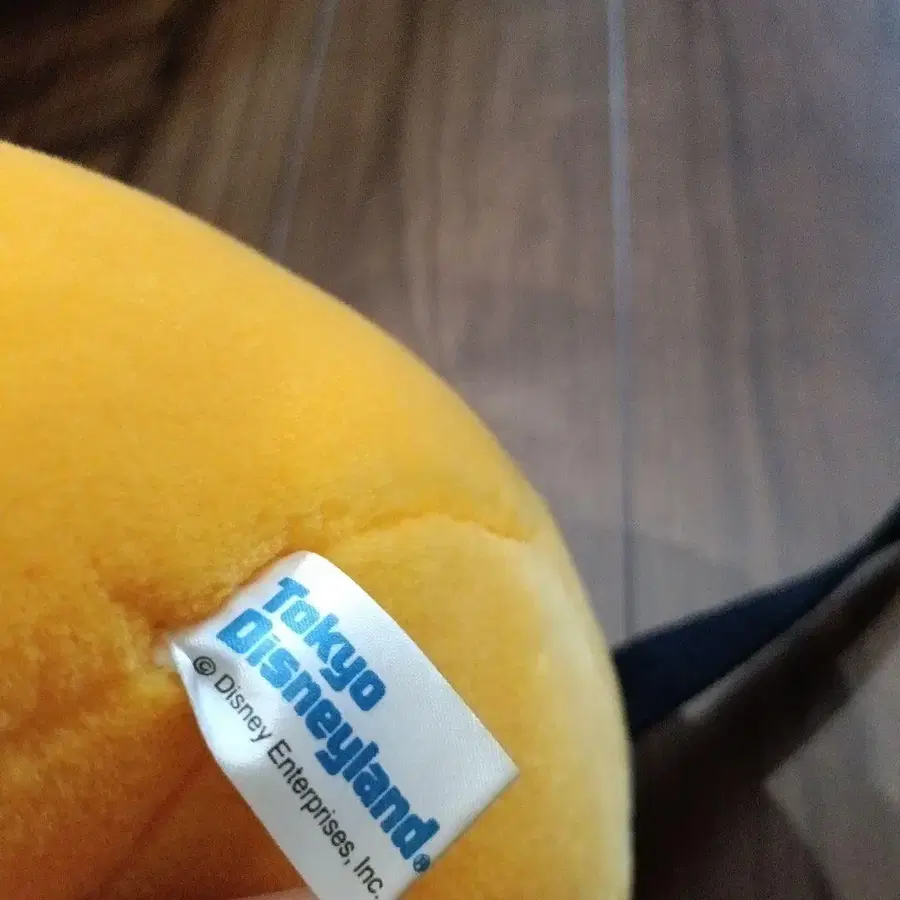 Tokyo
Disneyland®
© Disney Enterprises, Inc.